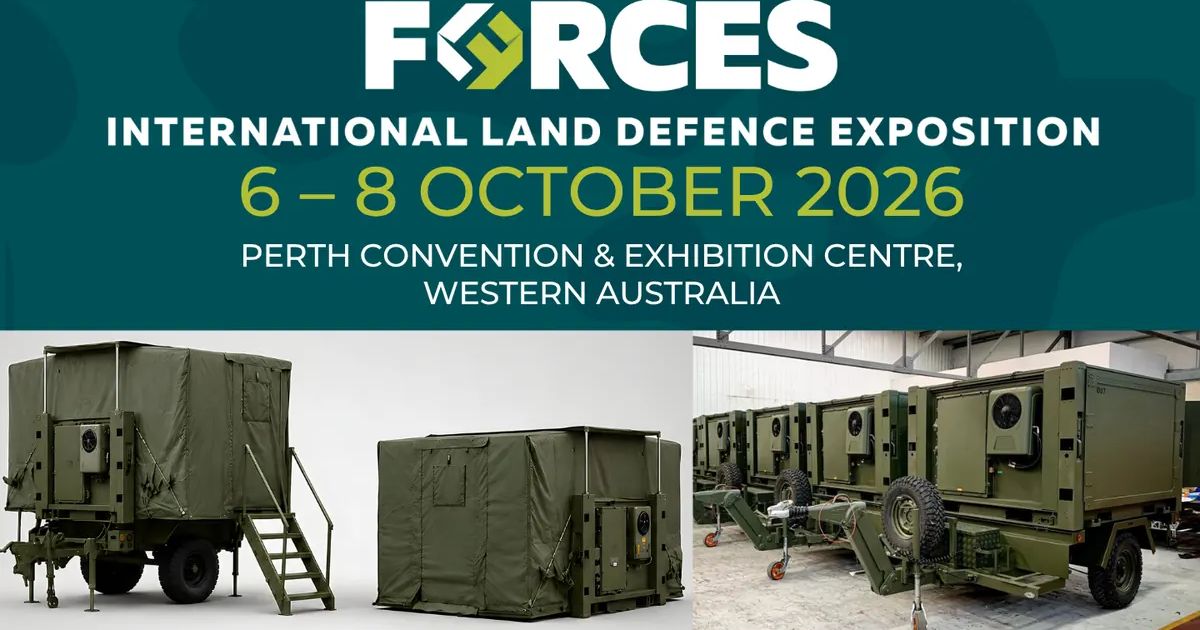 FORCES
INTERNATIONAL LAND DEFENCE EXPOSITION
6 – 8 OCTOBER 2026
PERTH CONVENTION & EXHIBITION CENTRE,
WESTERN AUSTRALIA